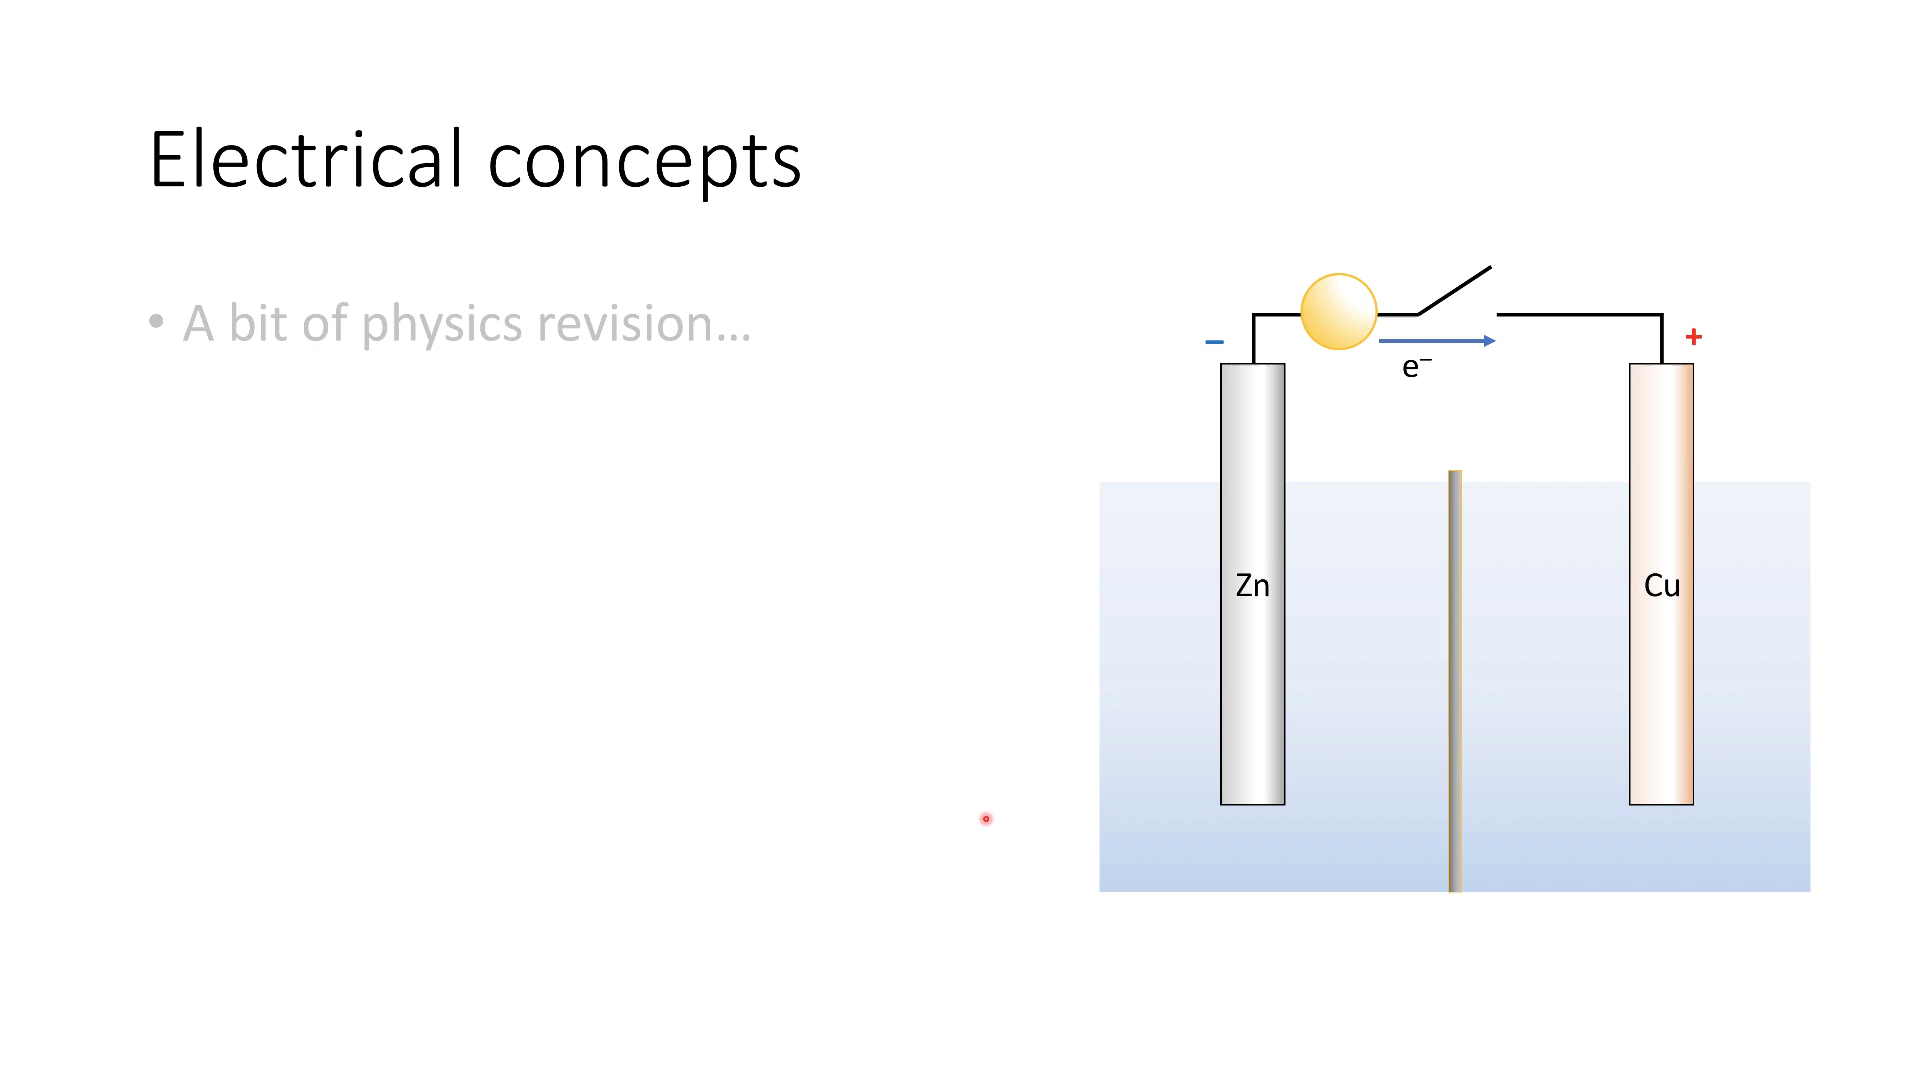 Electrical concepts
• A bit of physics revision...
– +
e⁻
Zn Cu